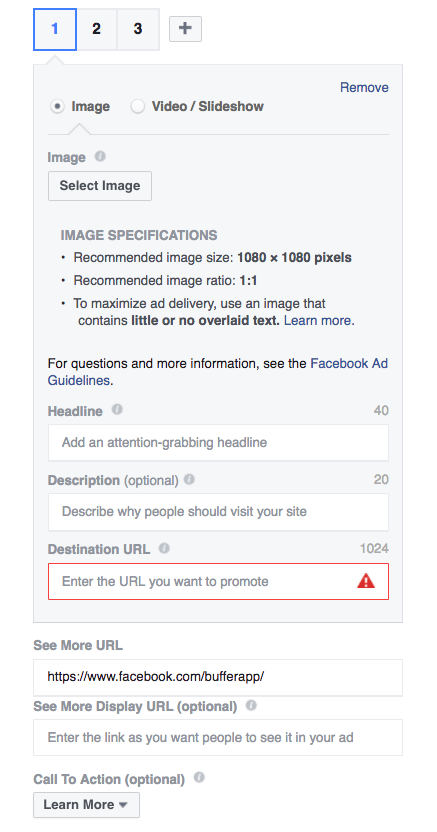 1 2 3 +
Remove
Image Video / Slideshow
Image
Select Image
IMAGE SPECIFICATIONS
• Recommended image size: 1080 × 1080 pixels
• Recommended image ratio: 1:1
• To maximize ad delivery, use an image that
contains little or no overlaid text. Learn more.
For questions and more information, see the Facebook Ad
Guidelines.
Headline 40
Add an attention-grabbing headline
Description (optional) 20
Describe why people should visit your site
Destination URL 1024
Enter the URL you want to promote
See More URL
https://www.facebook.com/bufferapp/
See More Display URL (optional)
Enter the link as you want people to see it in your ad
Call To Action (optional)
Learn More